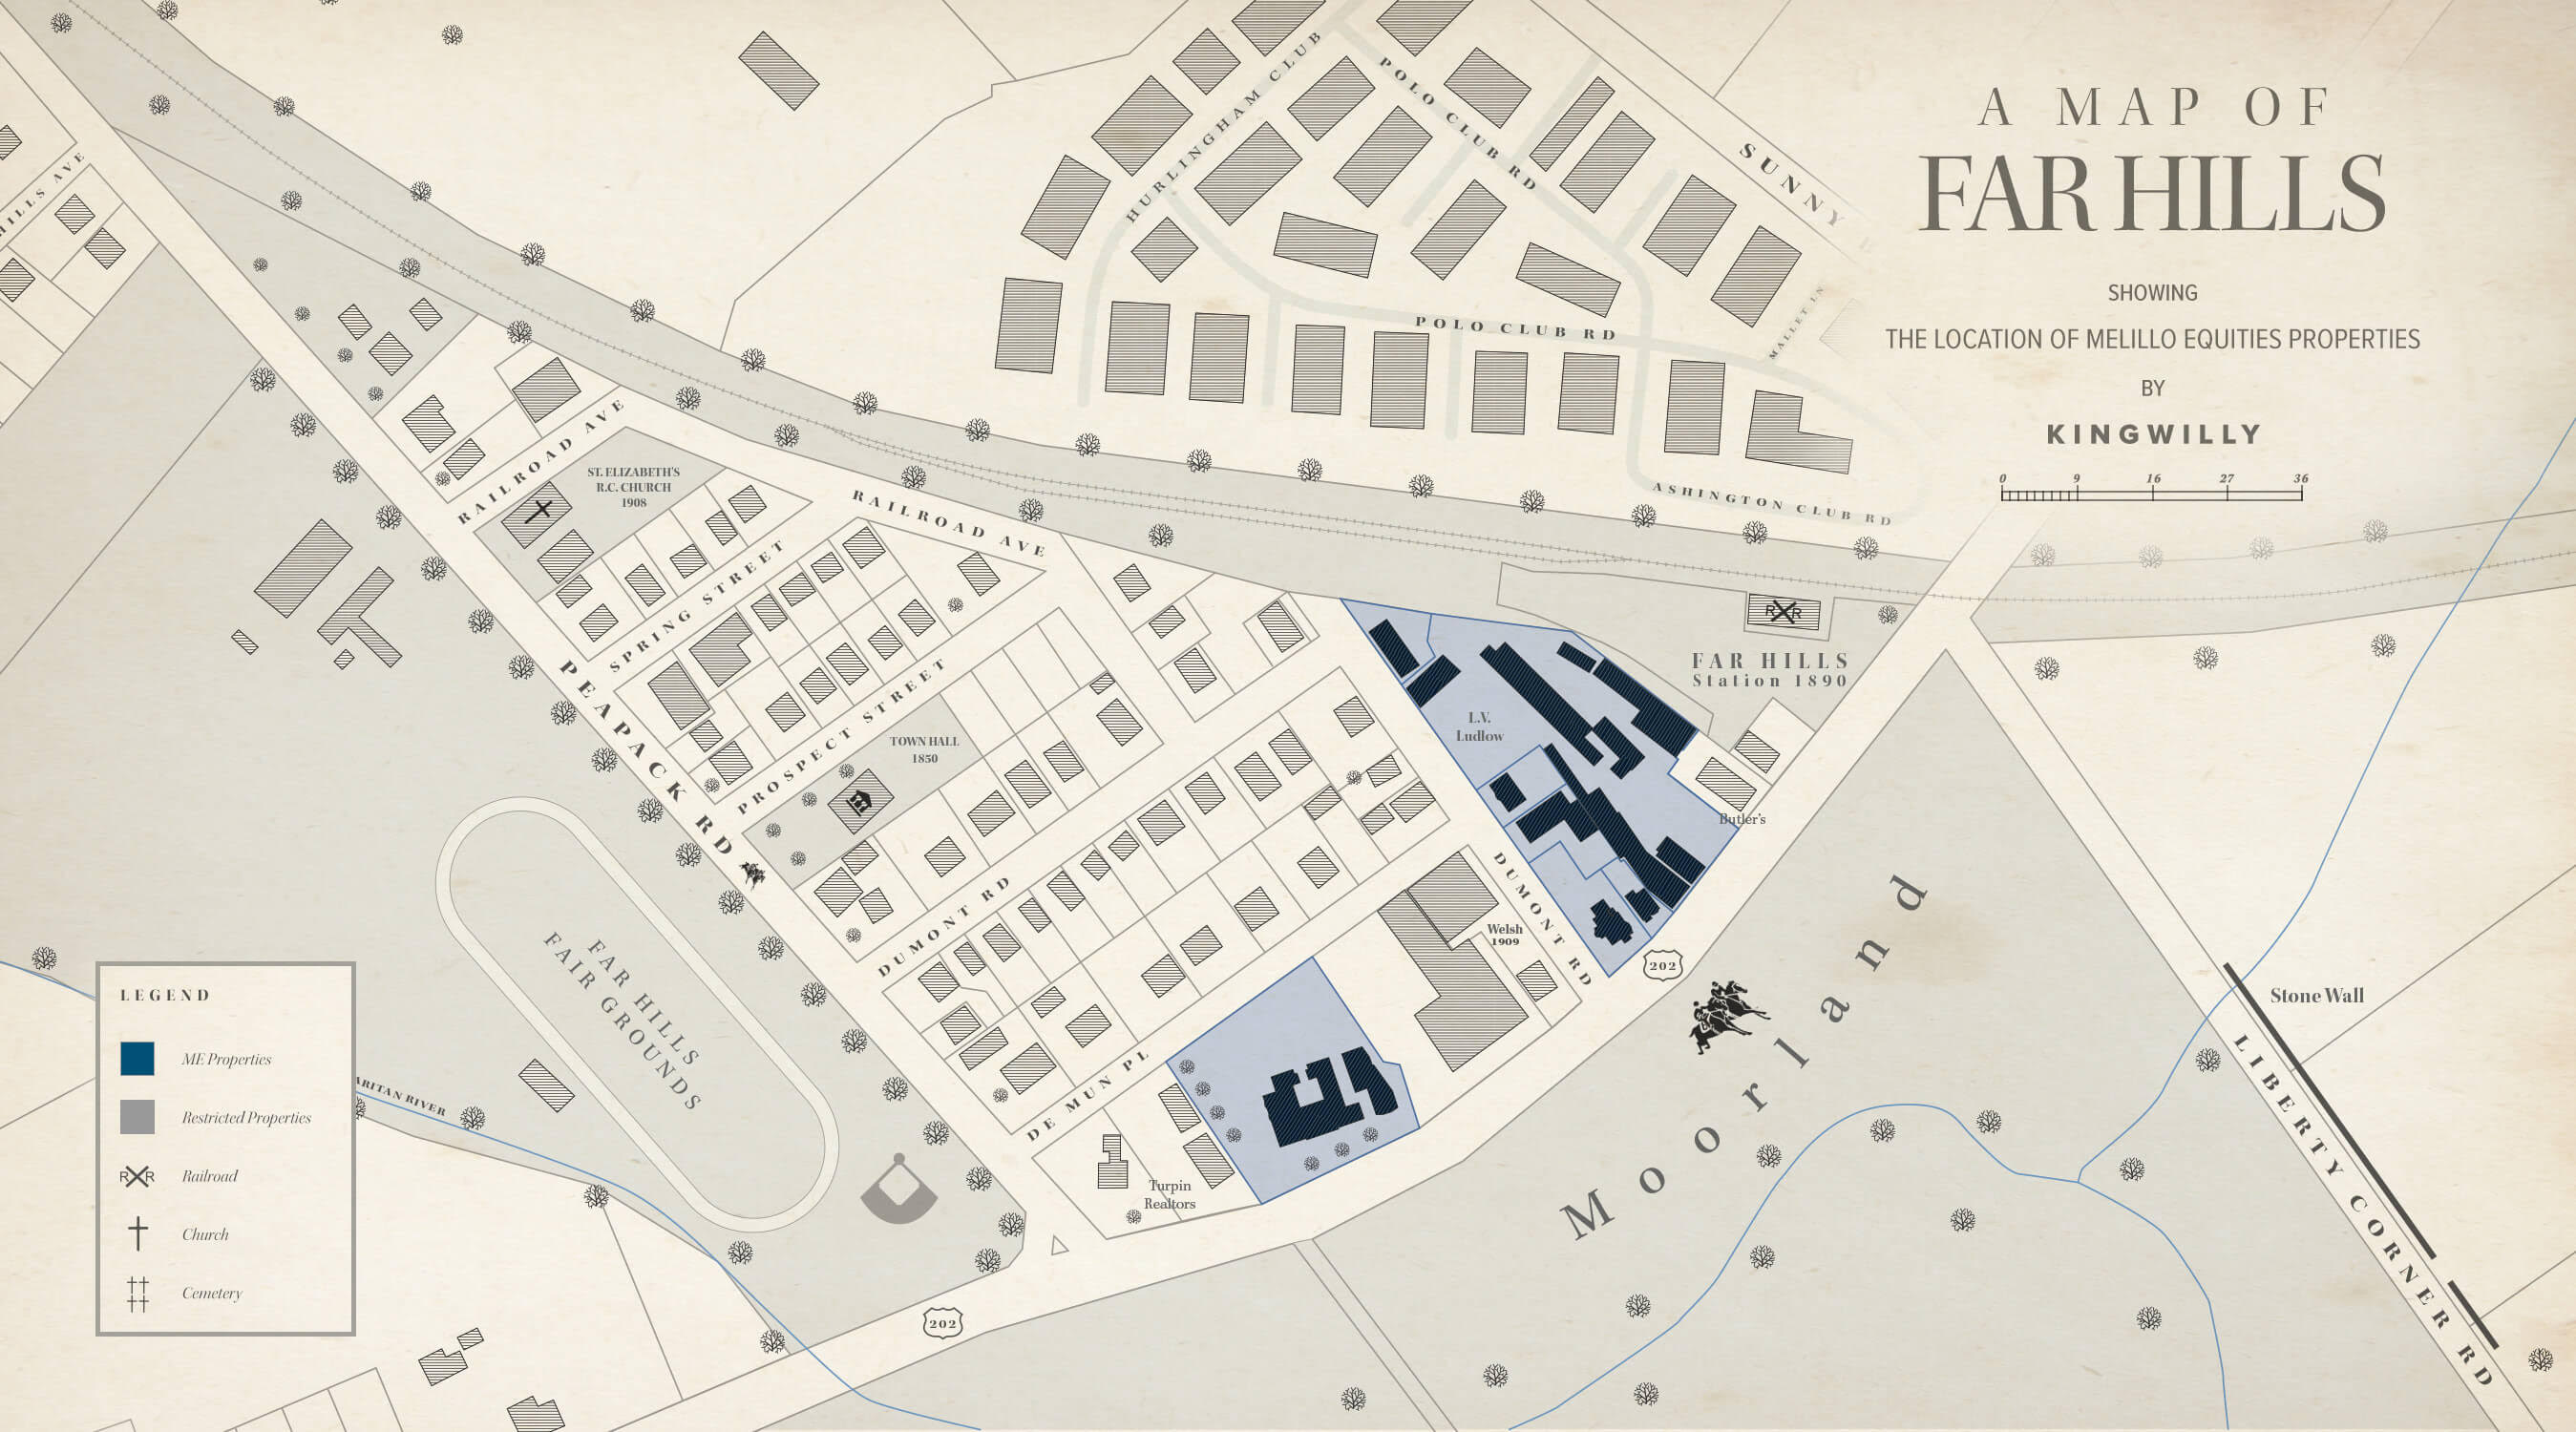 A MAP OF
FAR HILLS
SHOWING
THE LOCATION OF MELILLO EQUITIES PROPERTIES
BY
KINGWILLY
0 9 16 27 36
HILLS AVE
HURLINGHAM CLUB
POLO CLUB RD
SUNNY
MALLET LN
POLO CLUB RD
ASHINGTON CLUB RD
RAILROAD AVE
ST. ELIZABETH'S
R.C. CHURCH
1908
RAILROAD AVE
SPRING STREET
PEAPACK RD
PROSPECT STREET
TOWN HALL
1850
R R
FAR HILLS
Station 1890
L.V.
Ludlow
Butler's
DUMONT RD
DUMONT RD
Welsh
1909
202
Moorland
FAR HILLS
FAIR GROUNDS
DE MUN PL
Turpin
Realtors
202
Stone Wall
LIBERTY CORNER RD
ARITAN RIVER
LEGEND
ME Properties
Restricted Properties
R R Railroad
Church
Cemetery